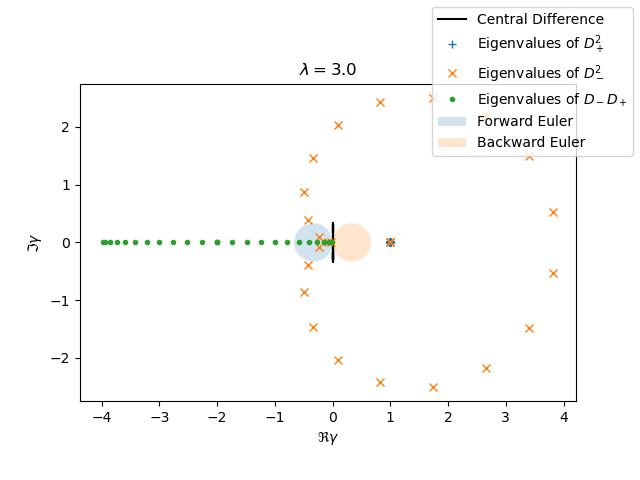 Central Difference
Eigenvalues of $D_+^2$
Eigenvalues of $D_-^2$
Eigenvalues of $D_-D_+$
Forward Euler
Backward Euler
λ = 3.0
2
1
0
−1
−2
ℑγ
−4 −3 −2 −1 0 1 2 3 4
ℜγ